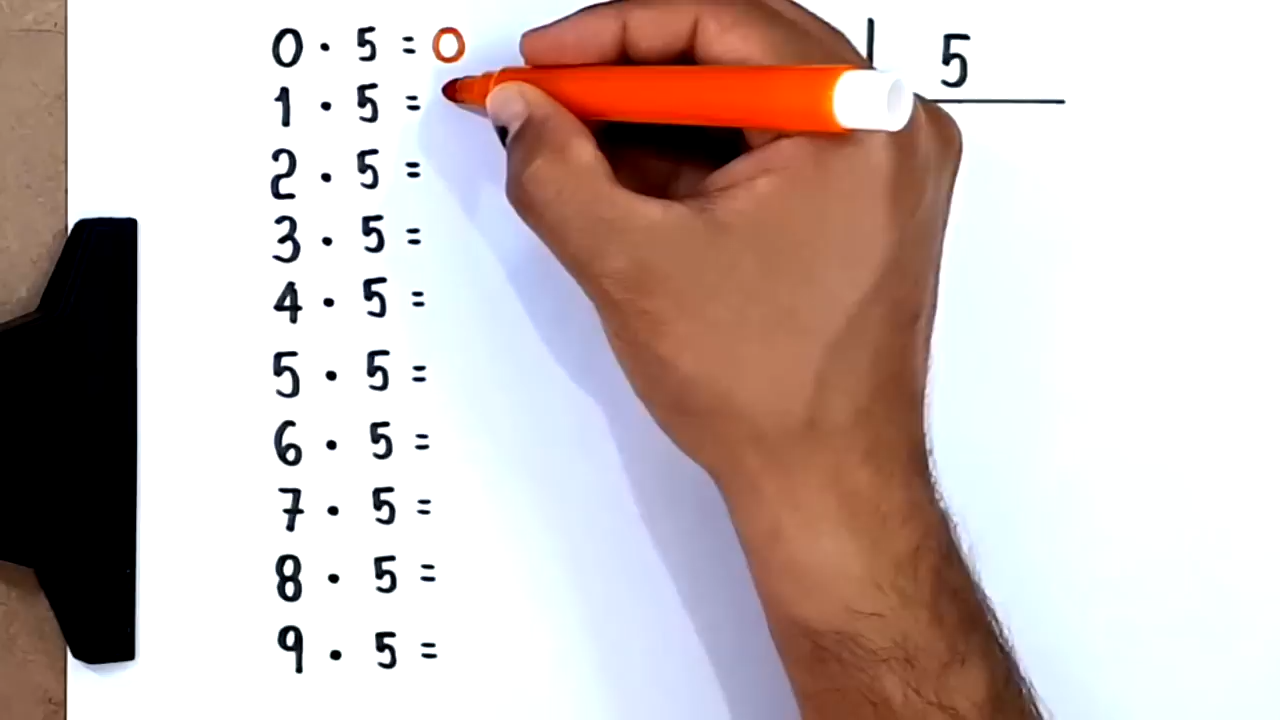 0 · 5 = 0
1 · 5 =
2 · 5 =
3 · 5 =
4 · 5 =
5 · 5 =
6 · 5 =
7 · 5 =
8 · 5 =
9 · 5 =
5